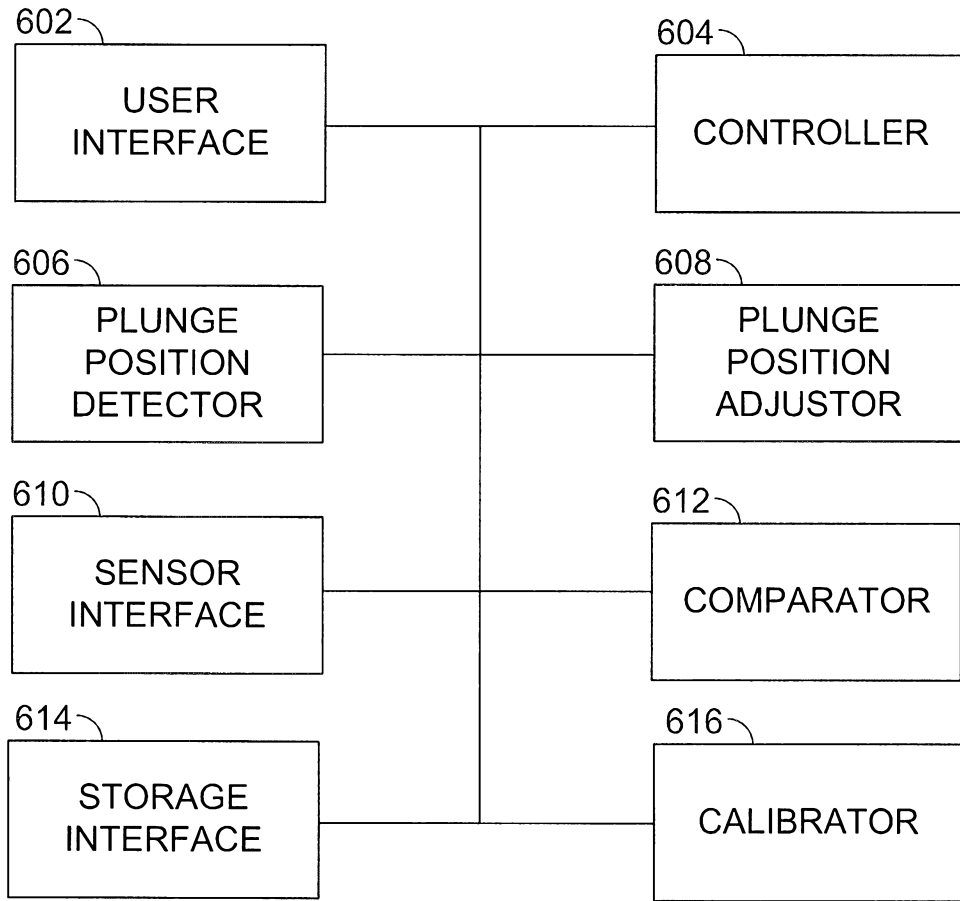 602
USER
INTERFACE
604
CONTROLLER
606
PLUNGE
POSITION
DETECTOR
608
PLUNGE
POSITION
ADJUSTOR
610
SENSOR
INTERFACE
612
COMPARATOR
614
STORAGE
INTERFACE
616
CALIBRATOR